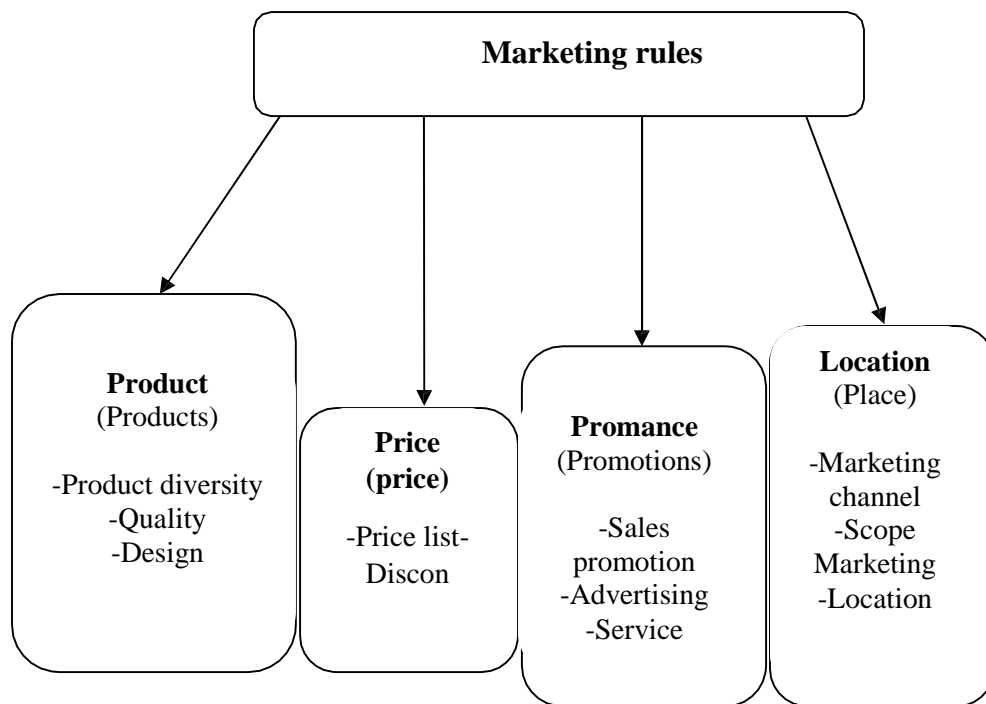 Marketing rules
Product
(Products)
-Product diversity
-Quality
-Design
Price
(price)
-Price list-
Discon
Promance
(Promotions)
-Sales
promotion
-Advertising
-Service
Location
(Place)
-Marketing
channel
-Scope
Marketing
-Location